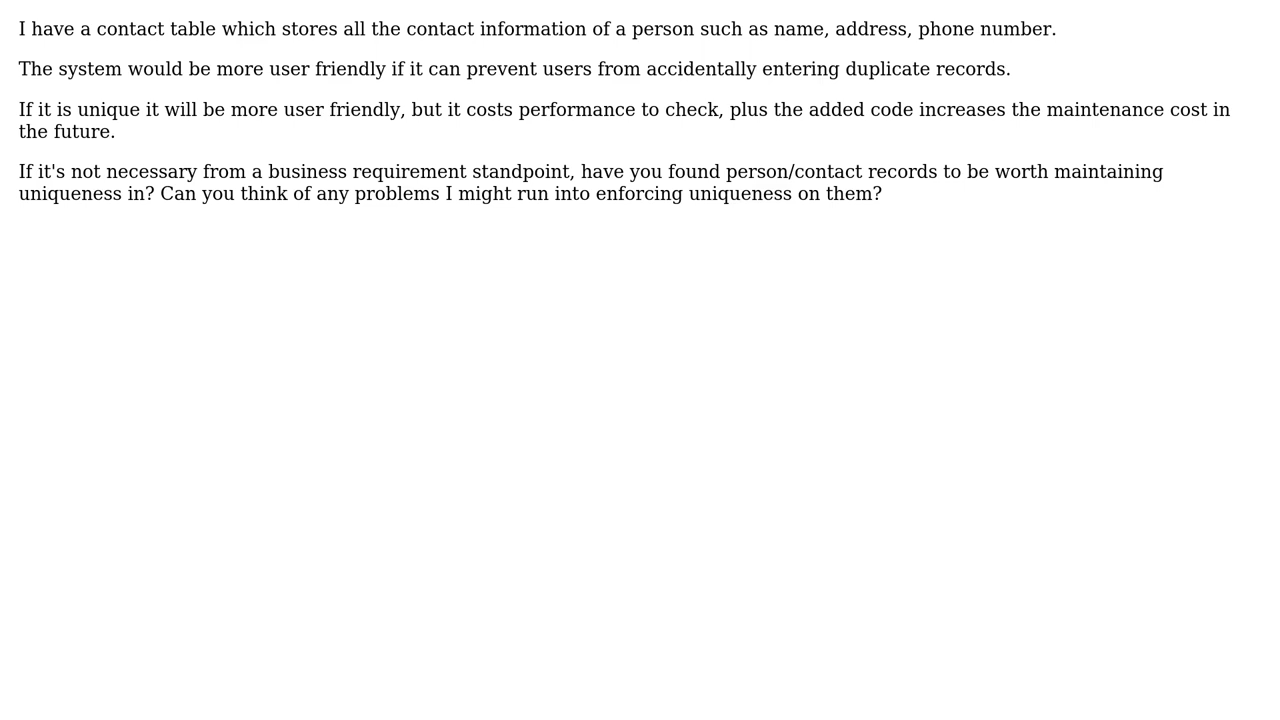 I have a contact table which stores all the contact information of a person such as name, address, phone number.
The system would be more user friendly if it can prevent users from accidentally entering duplicate records.
If it is unique it will be more user friendly, but it costs performance to check, plus the added code increases the maintenance cost in
the future.
If it's not necessary from a business requirement standpoint, have you found person/contact records to be worth maintaining
uniqueness in? Can you think of any problems I might run into enforcing uniqueness on them?